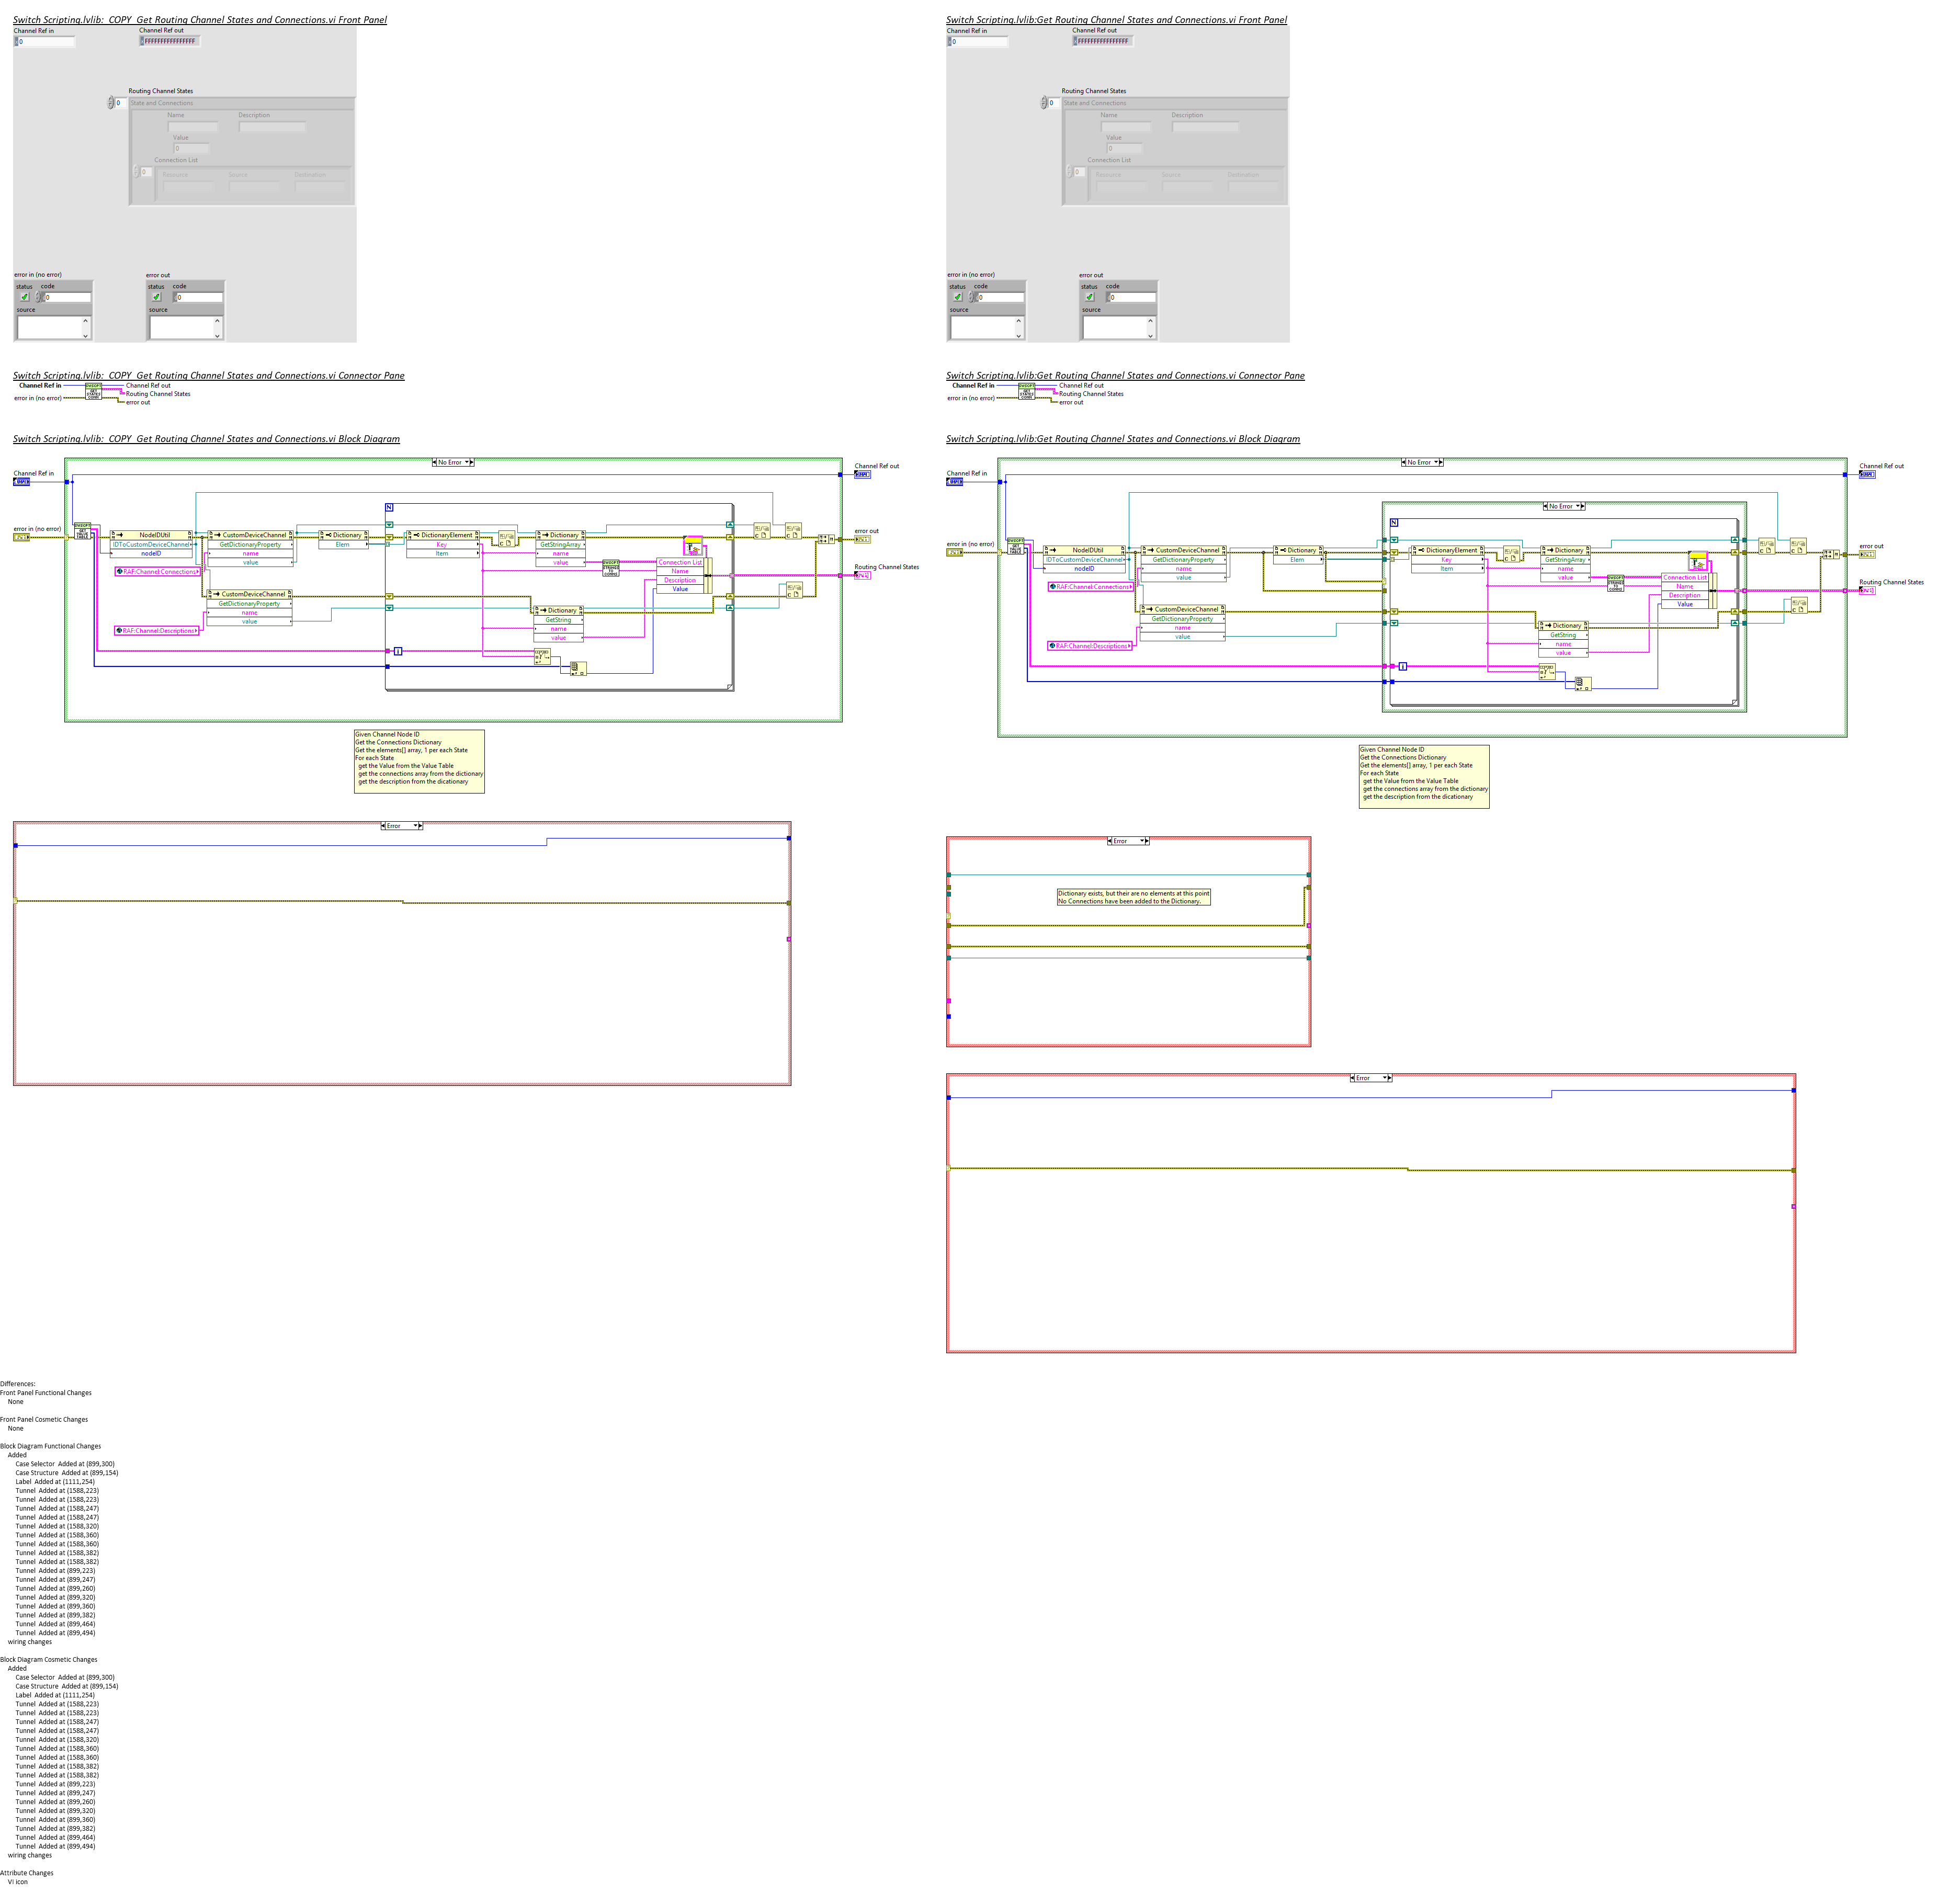 Switch Scripting.lvlib:_COPY_Get Routing Channel States and Connections.vi Front Panel
Channel Ref in
0
Channel Ref out
FFFFFFFFFFFFFFF
Routing Channel States
0
State and Connections
Name
Description
Value
0
Connection List
0
Resource
Source
Destination
error in (no error)
status
code
0
source
error out
status
code
0
source
Switch Scripting.lvlib:_COPY_Get Routing Channel States and Connections.vi Connector Pane
Channel Ref in
Channel Ref out
Routing Channel States
error in (no error)
error out
Switch Scripting.lvlib:_COPY_Get Routing Channel States and Connections.vi Block Diagram
No Error
Channel Ref in
Channel Ref out
error in (no error)
error out
N
NodeIDUtil
IDToCustomDeviceChannel
nodeID
CustomDeviceChannel
GetDictionaryProperty
name
value
Dictionary
Elem
DictionaryElement
Key
Item
Dictionary
GetStringArray
name
value
RAF:Channel:Connections
Connection List
Name
Description
Value
Routing Channel States
CustomDeviceChannel
GetDictionaryProperty
name
value
Dictionary
GetString
name
value
RAF:Channel:Descriptions
i
Given Channel Node ID
Get the Connections Dictionary
Get the elements[] array, 1 per each State
For each State
get the Value from the Value Table
get the connections array from the dictionary
get the description from the dicationary
Error
Switch Scripting.lvlib:Get Routing Channel States and Connections.vi Front Panel
Channel Ref in
0
Channel Ref out
FFFFFFFFFFFFFFF
Routing Channel States
0
State and Connections
Name
Description
Value
0
Connection List
0
Resource
Source
Destination
error in (no error)
status
code
0
source
error out
status
code
0
source
Switch Scripting.lvlib:Get Routing Channel States and Connections.vi Connector Pane
Channel Ref in
Channel Ref out
Routing Channel States
error in (no error)
error out
Switch Scripting.lvlib:Get Routing Channel States and Connections.vi Block Diagram
No Error
Channel Ref in
Channel Ref out
No Error
N
error in (no error)
error out
NodeIDUtil
IDToCustomDeviceChannel
nodeID
CustomDeviceChannel
GetDictionaryProperty
name
value
Dictionary
Elem
DictionaryElement
Key
Item
Dictionary
GetStringArray
name
value
RAF:Channel:Connections
Connection List
Name
Description
Value
Routing Channel States
CustomDeviceChannel
GetDictionaryProperty
name
value
Dictionary
GetString
name
value
RAF:Channel:Descriptions
i
Given Channel Node ID
Get the Connections Dictionary
Get the elements[] array, 1 per each State
For each State
get the Value from the Value Table
get the connections array from the dictionary
get the description from the dicationary
Error
Dictionary exists, but their are no elements at this point
No Connections have been added to the Dictionary.
Error
Differences:
Front Panel Functional Changes
None
Front Panel Cosmetic Changes
None
Block Diagram Functional Changes
Added
Case Selector  Added at (899,300)
Case Structure  Added at (899,154)
Label  Added at (1111,254)
Tunnel  Added at (1588,223)
Tunnel  Added at (1588,223)
Tunnel  Added at (1588,247)
Tunnel  Added at (1588,247)
Tunnel  Added at (1588,320)
Tunnel  Added at (1588,360)
Tunnel  Added at (1588,360)
Tunnel  Added at (1588,382)
Tunnel  Added at (1588,382)
Tunnel  Added at (899,223)
Tunnel  Added at (899,247)
Tunnel  Added at (899,260)
Tunnel  Added at (899,320)
Tunnel  Added at (899,360)
Tunnel  Added at (899,382)
Tunnel  Added at (899,464)
Tunnel  Added at (899,494)
wiring changes
Block Diagram Cosmetic Changes
Added
Case Selector  Added at (899,300)
Case Structure  Added at (899,154)
Label  Added at (1111,254)
Tunnel  Added at (1588,223)
Tunnel  Added at (1588,223)
Tunnel  Added at (1588,247)
Tunnel  Added at (1588,247)
Tunnel  Added at (1588,320)
Tunnel  Added at (1588,360)
Tunnel  Added at (1588,360)
Tunnel  Added at (1588,382)
Tunnel  Added at (1588,382)
Tunnel  Added at (899,223)
Tunnel  Added at (899,247)
Tunnel  Added at (899,260)
Tunnel  Added at (899,320)
Tunnel  Added at (899,360)
Tunnel  Added at (899,382)
Tunnel  Added at (899,464)
Tunnel  Added at (899,494)
wiring changes
Attribute Changes
VI icon